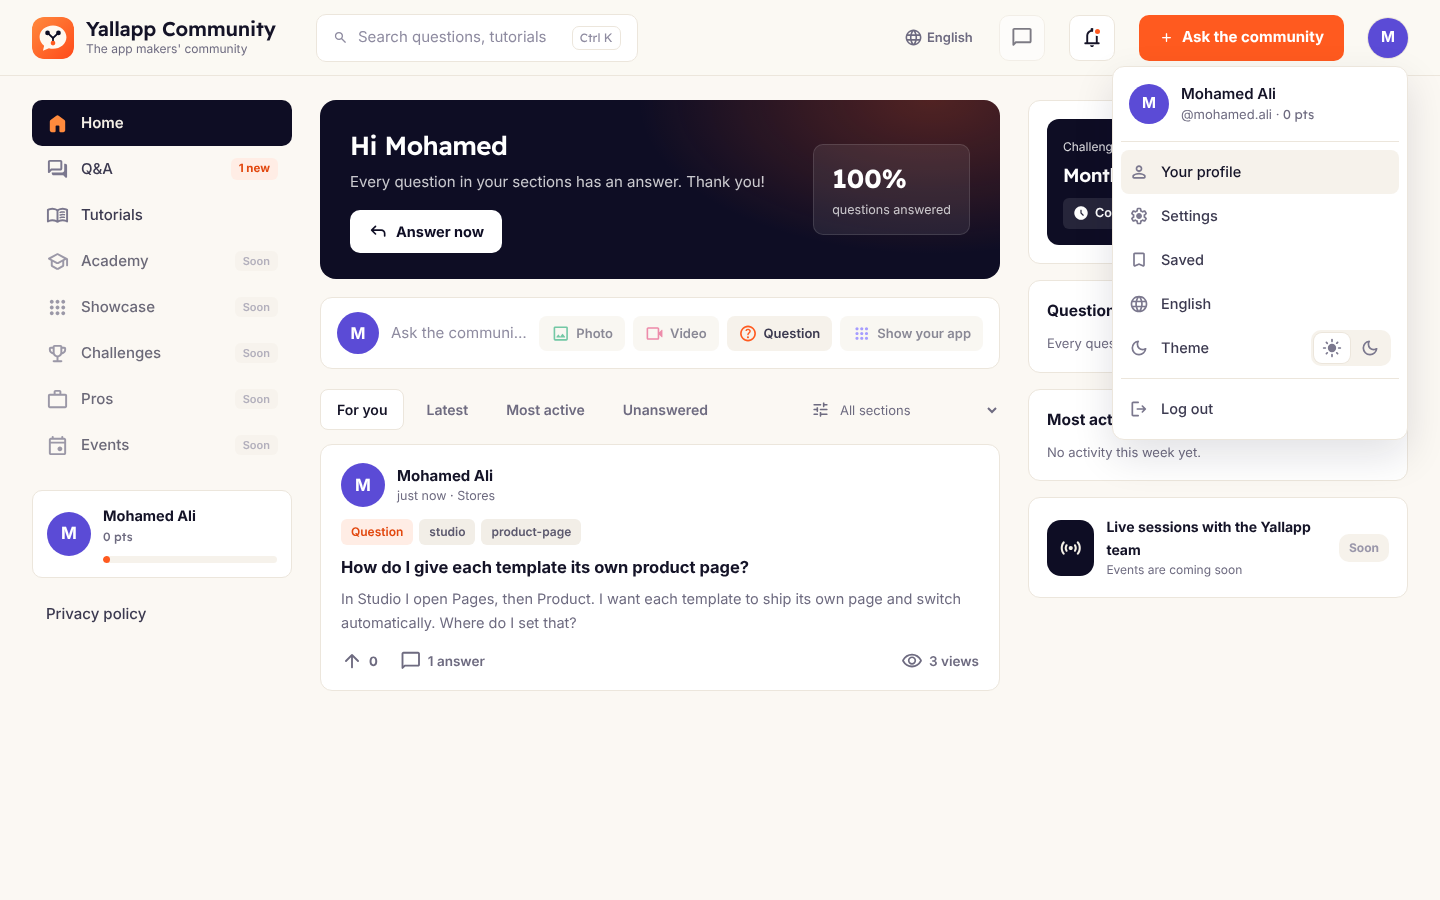 Yallapp Community
The app makers' community
Search questions, tutorials
Ctrl K
English
Ask the community
M
Home
Q&A
1 new
Tutorials
Academy
Soon
Showcase
Soon
Challenges
Soon
Pros
Soon
Events
Soon
M
Mohamed Ali
0 pts
Privacy policy
Hi Mohamed
Every question in your sections has an answer. Thank you!
Answer now
100%
questions answered
M
Ask the communi...
Photo
Video
Question
Show your app
For you
Latest
Most active
Unanswered
All sections
M
Mohamed Ali
just now · Stores
Question
studio
product-page
How do I give each template its own product page?
In Studio I open Pages, then Product. I want each template to ship its own page and switch
automatically. Where do I set that?
0
1 answer
3 views
M
Mohamed Ali
@mohamed.ali · 0 pts
Your profile
Settings
Saved
English
Theme
Log out
Question
No activity this week yet.
Live sessions with the Yallapp
team
Events are coming soon
Soon